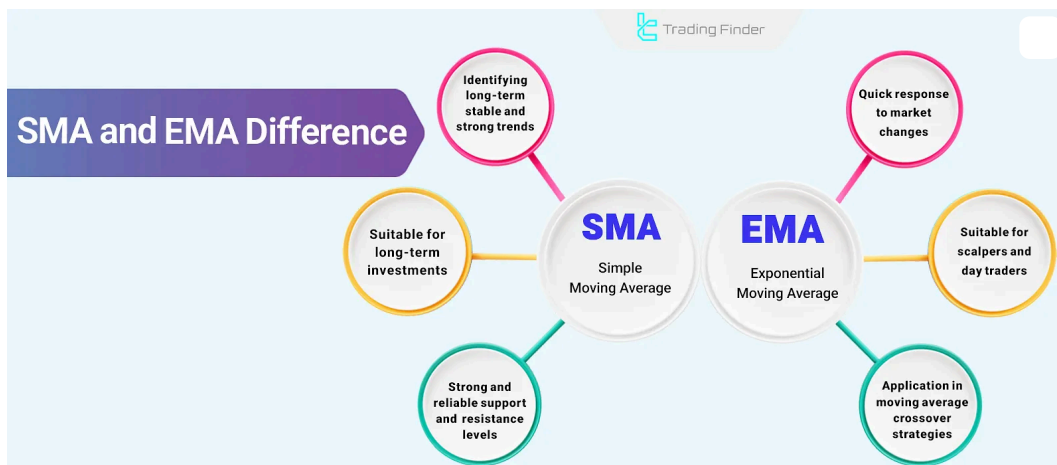 Trading Finder
SMA and EMA Difference
Identifying
long-term
stable and
strong trends
Suitable for
long-term
investments
Strong and
reliable support
and resistance
levels
SMA
Simple
Moving Average
EMA
Exponential
Moving Average
Quick response
to market
changes
Suitable for
scalpers and
day traders
Application in
moving average
crossover
strategies